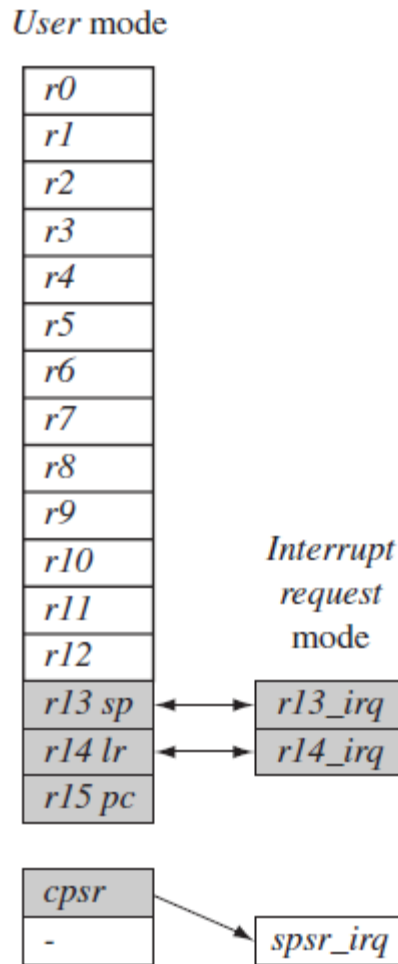 User mode
r0
r1
r2
r3
r4
r5
r6
r7
r8
r9
r10
r11
r12
r13 sp
r14 lr
r15 pc
cpsr
-
Interrupt
request
mode
r13_irq
r14_irq
spsr_irq